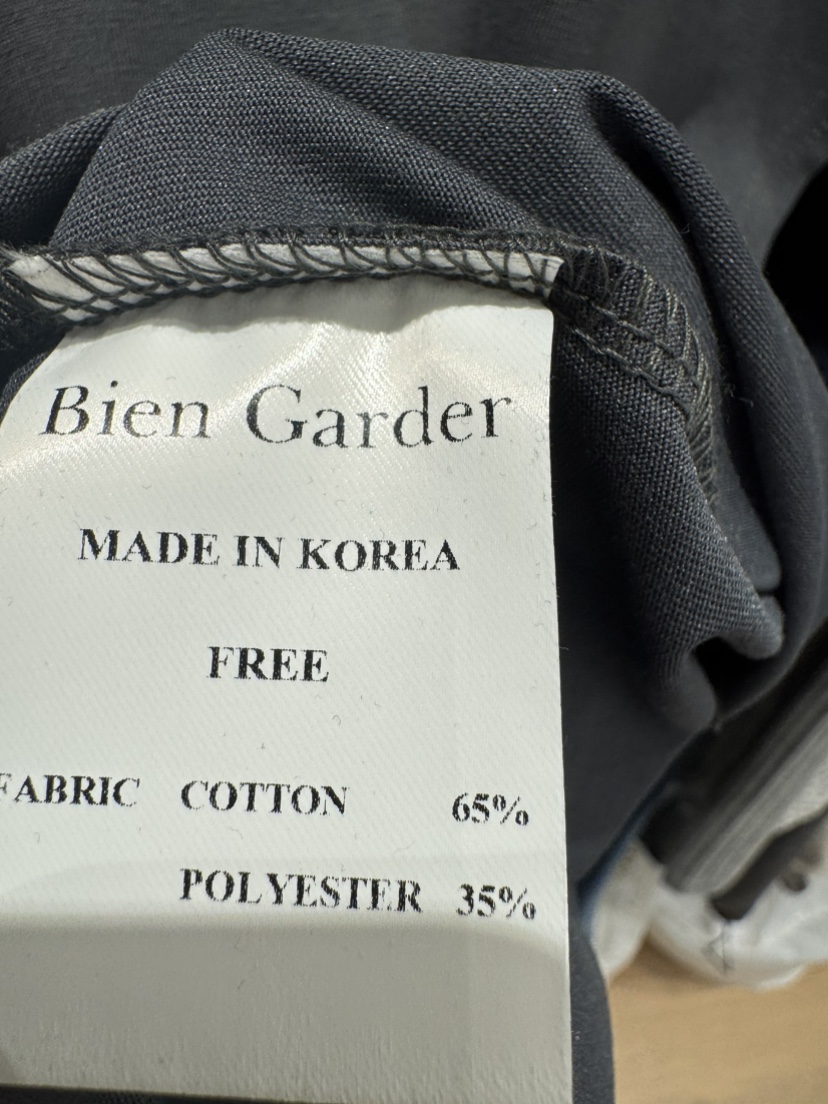 Bien Garder
MADE IN KOREA
FREE
FABRIC COTTON 65%
POLYESTER 35%